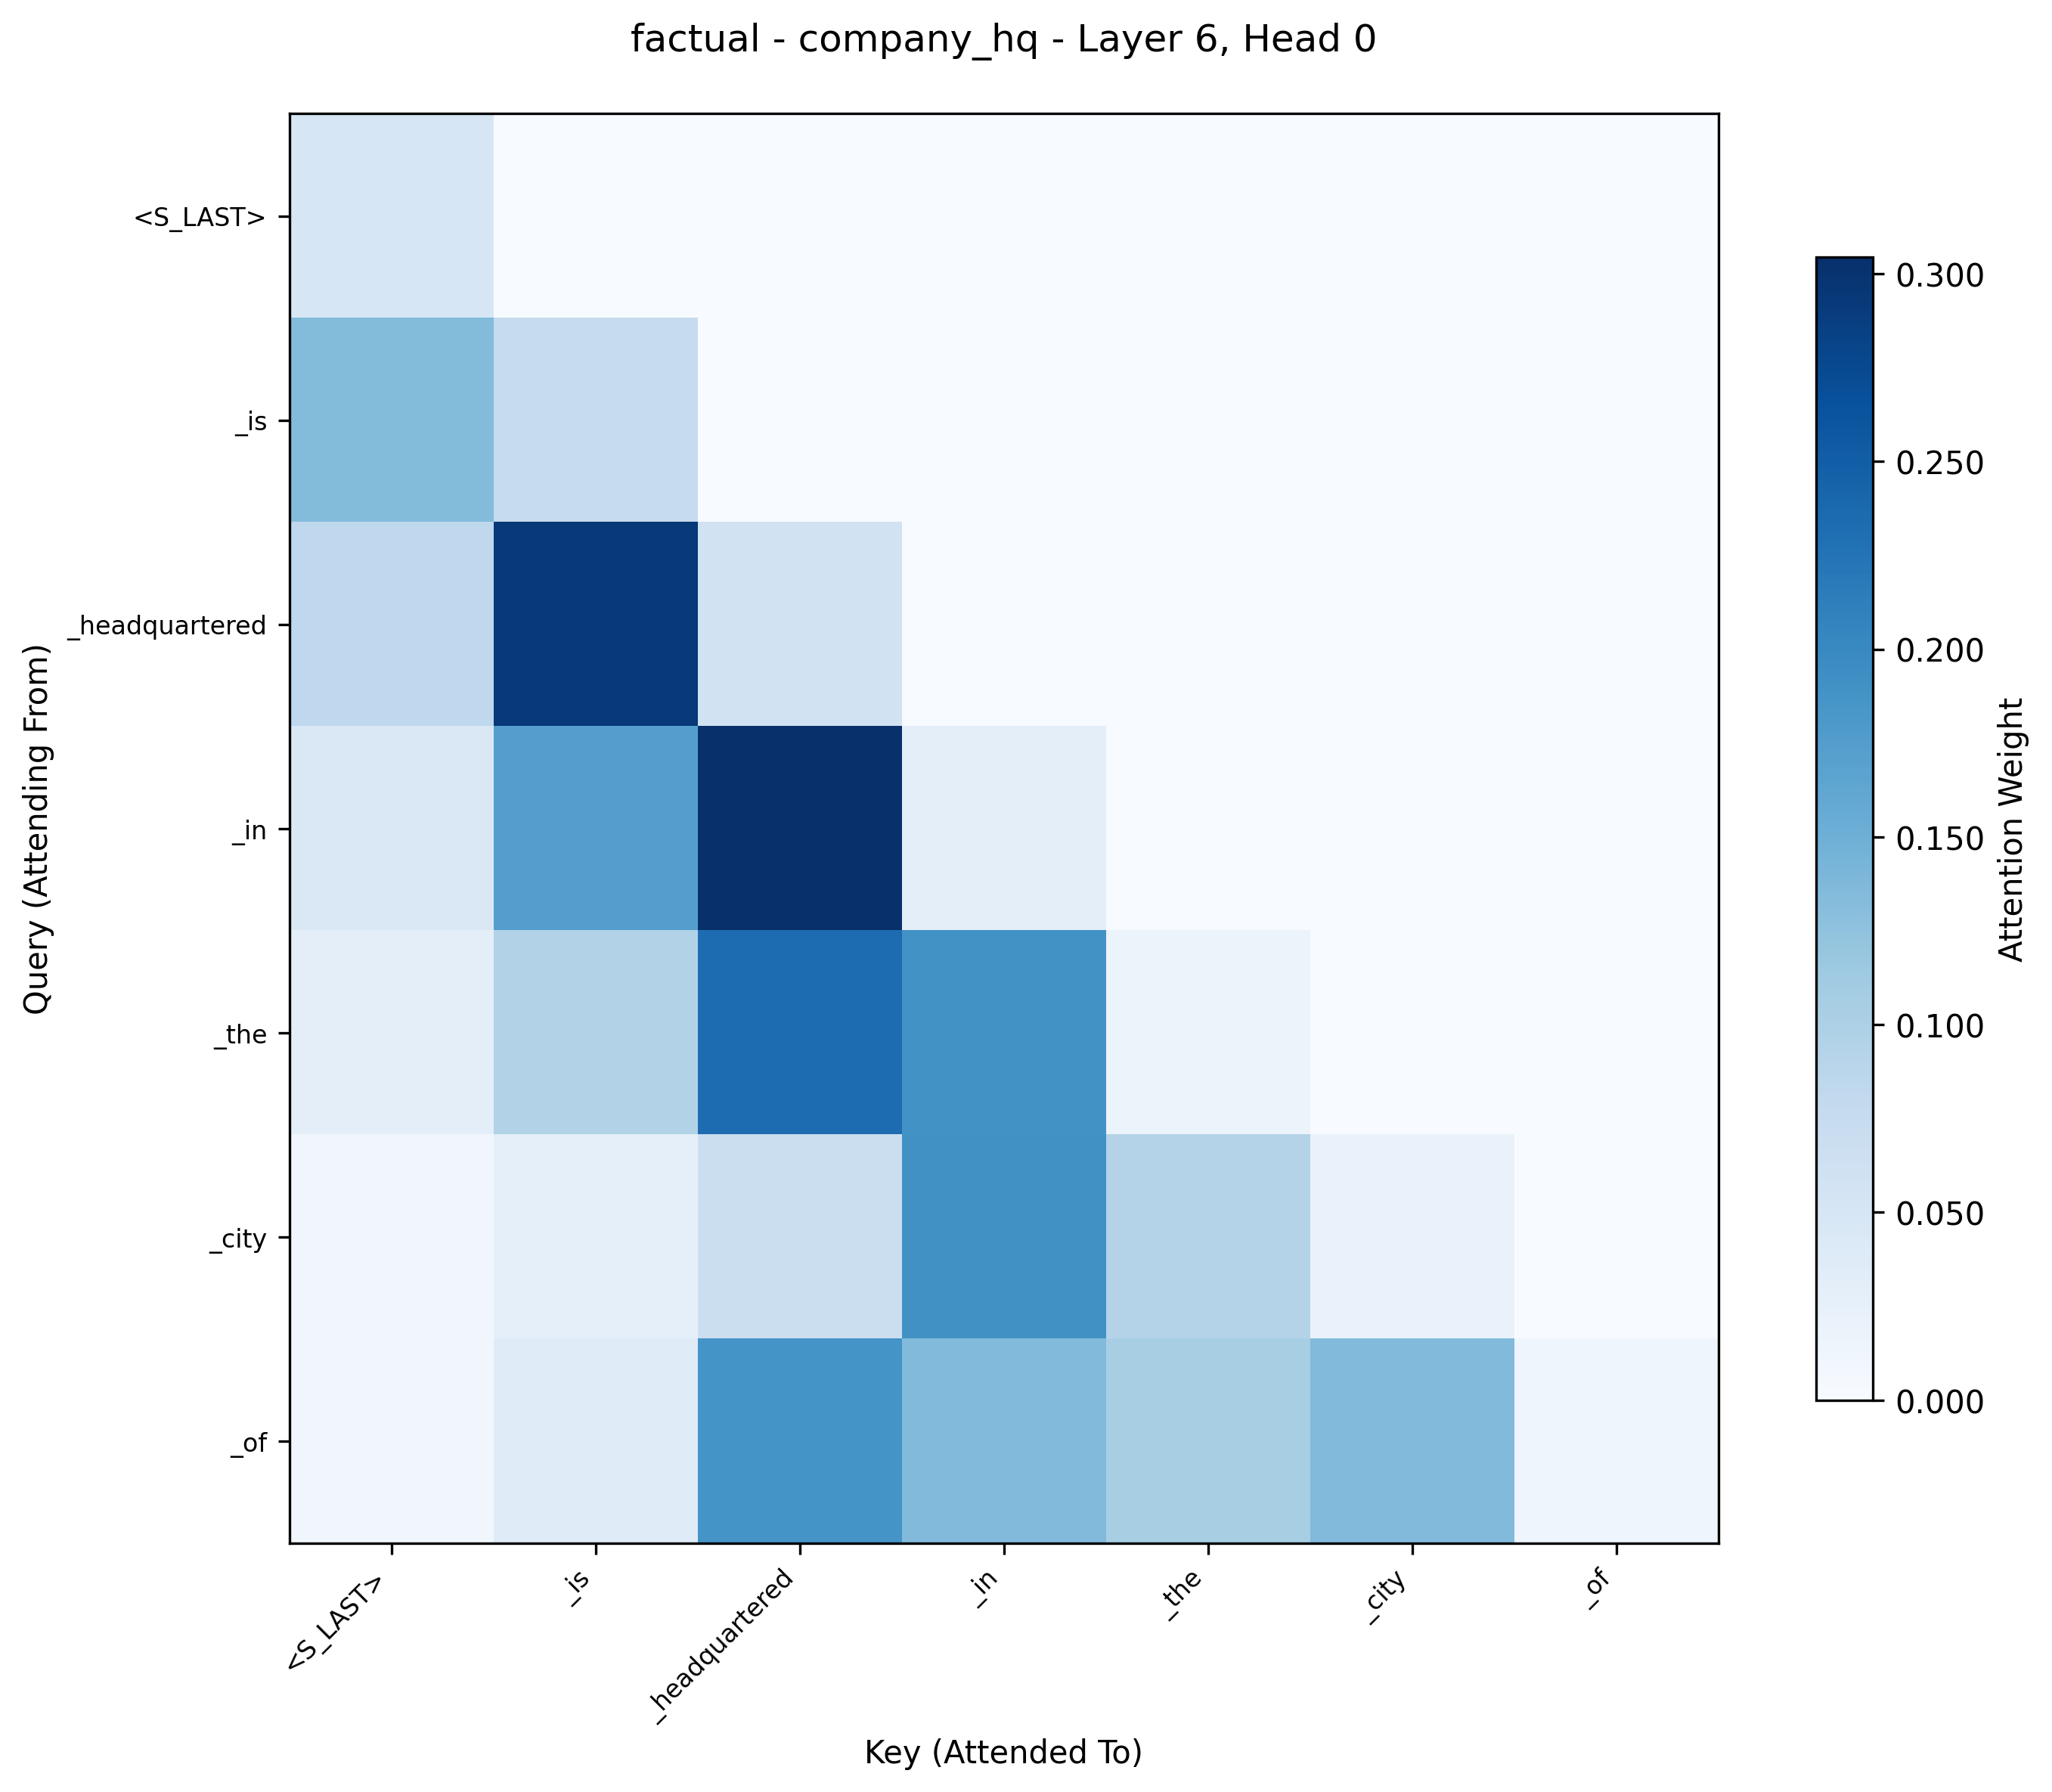 factual - company_hq - Layer 6, Head 0
Query (Attending From)
<S_LAST>
_is
_headquartered
_in
_the
_city
_of
<S_LAST>
_is
_headquartered
_in
_the
_city
_of
Key (Attended To)
0.300
0.250
0.200
0.150
0.100
0.050
0.000
Attention Weight